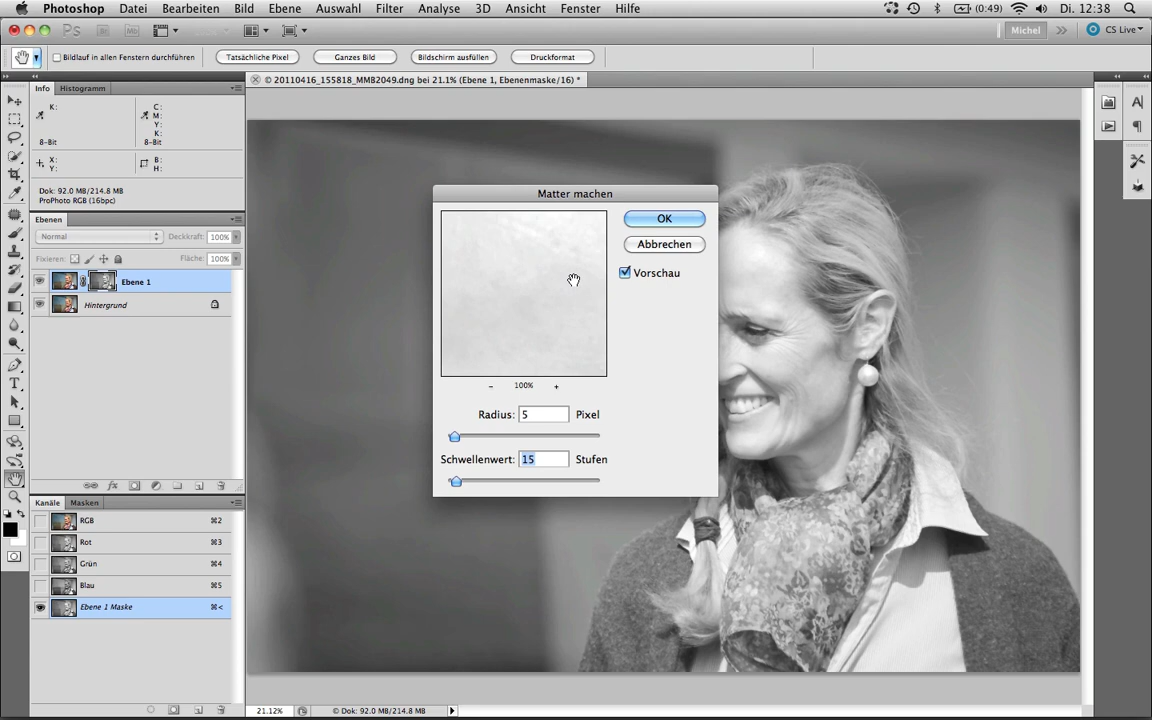 Photoshop Datei Bearbeiten Bild Ebene Auswahl Filter Analyse 3D Ansicht Fenster Hilfe (0:49) Di. 12:38
Ps Br Mb Michel CS Live
Bildlauf in allen Fenstern durchführen Tatsächliche Pixel Ganzes Bild Bildschirm ausfüllen Druckformat
© 20110416_155818_MMB2049.dng bei 21.1% (Ebene 1, Ebenenmaske/16) *
Info Histogramm
K: C:
M:
Y:
K:
8-Bit 8-Bit
X: B:
Y: H:
Dok: 92.0 MB/214.8 MB
ProPhoto RGB (16bpc)
Ebenen
Normal Deckkraft: 100%
Fixieren: Fläche: 100%
Ebene 1
Hintergrund
Kanäle Masken
RGB ⌘2
Rot ⌘3
Grün ⌘4
Blau ⌘5
Ebene 1 Maske ⌘<
Matter machen
OK
Abbrechen
Vorschau
− 100% +
Radius: 5 Pixel
Schwellenwert: 15 Stufen
21.12% © Dok: 92.0 MB/214.8 MB